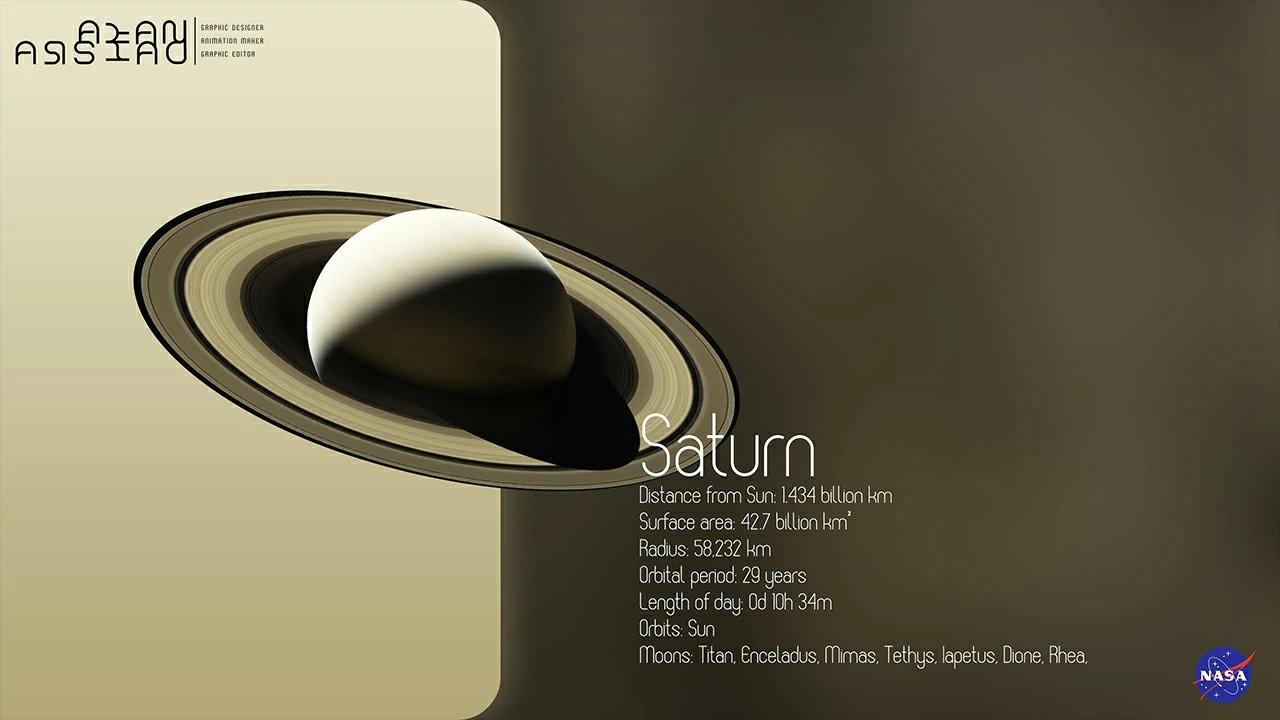 GRAPHIC DESIGNER
ANIMATION MAKER
GRAPHIC EDITOR
Saturn
Distance from Sun: 1.434 billion km
Surface area: 42.7 billion km²
Radius: 58,232 km
Orbital period: 29 years
Length of day: 0d 10h 34m
Orbits: Sun
Moons: Titan, Enceladus, Mimas, Tethys, Iapetus, Dione, Rhea,
NASA